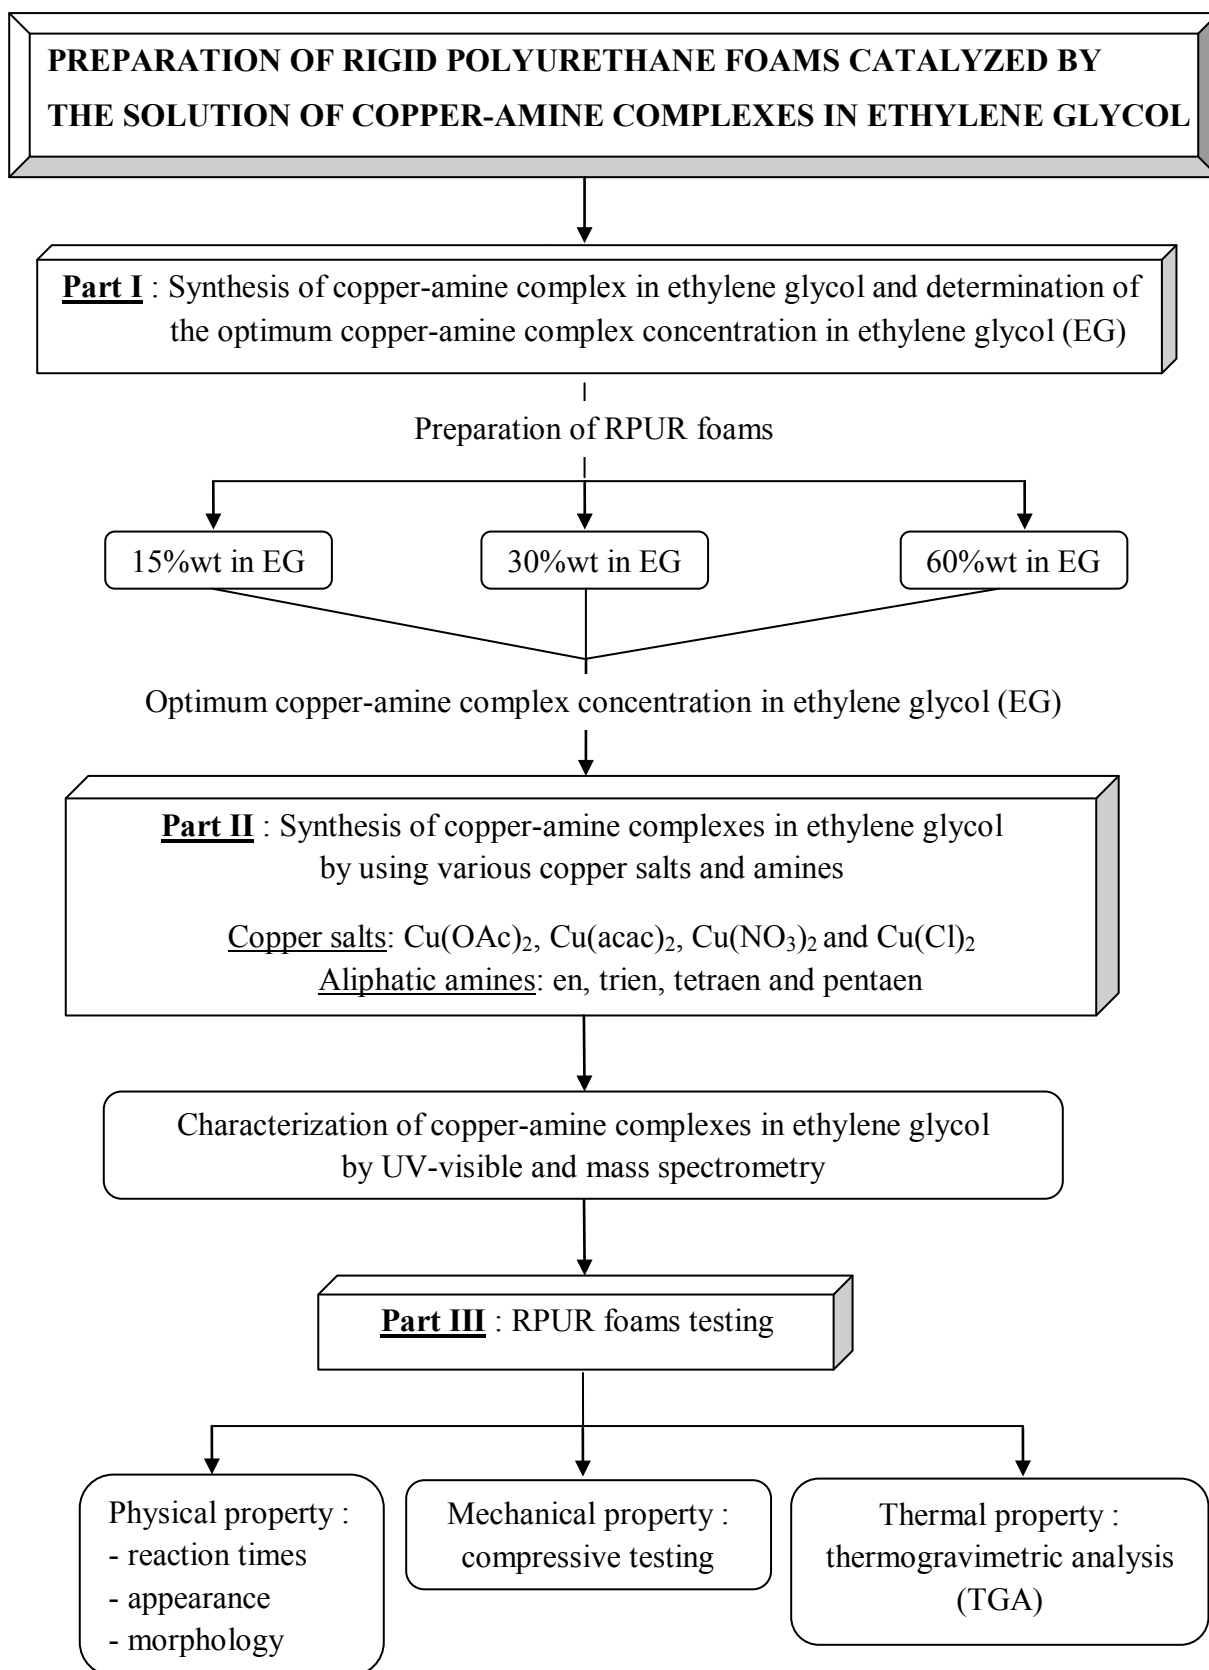 PREPARATION OF RIGID POLYURETHANE FOAMS CATALYZED BY
THE SOLUTION OF COPPER-AMINE COMPLEXES IN ETHYLENE GLYCOL
Part I : Synthesis of copper-amine complex in ethylene glycol and determination of
the optimum copper-amine complex concentration in ethylene glycol (EG)
Preparation of RPUR foams
15%wt in EG
30%wt in EG
60%wt in EG
Optimum copper-amine complex concentration in ethylene glycol (EG)
Part II : Synthesis of copper-amine complexes in ethylene glycol
by using various copper salts and amines
Copper salts: Cu(OAc)₂, Cu(acac)₂, Cu(NO₃)₂ and Cu(Cl)₂
Aliphatic amines: en, trien, tetraen and pentaen
Characterization of copper-amine complexes in ethylene glycol
by UV-visible and mass spectrometry
Part III : RPUR foams testing
Physical property :
- reaction times
- appearance
- morphology
Mechanical property :
compressive testing
Thermal property :
thermogravimetric analysis
(TGA)